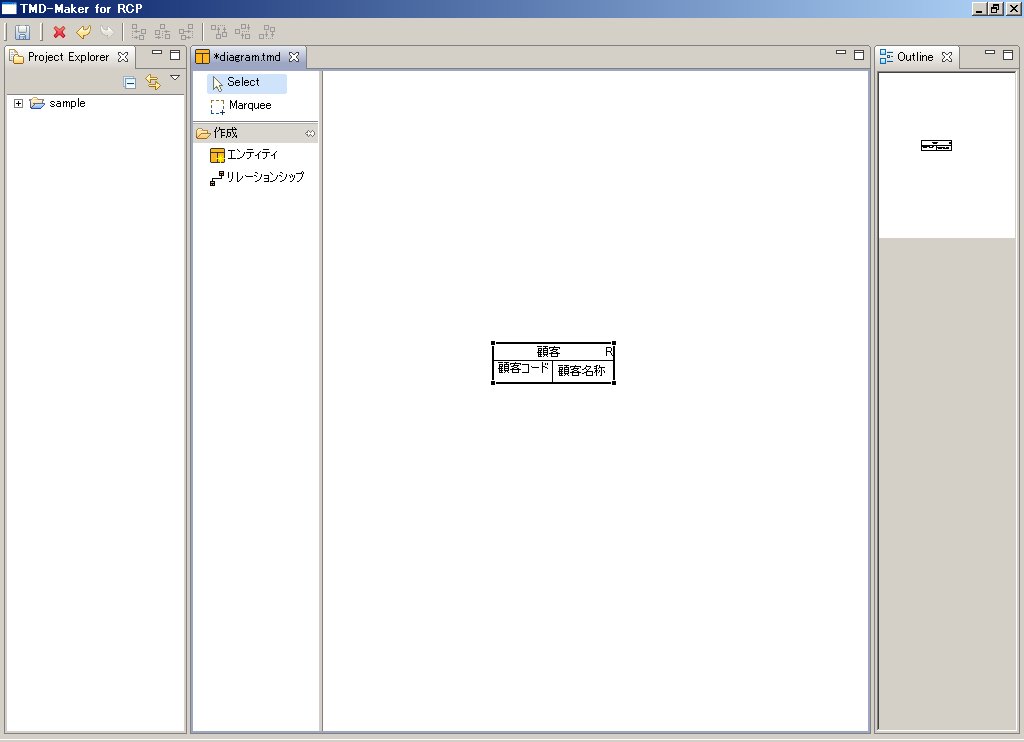 TMD-Maker for RCP
Project Explorer
sample
*diagram.tmd
Select
Marquee
作成
エンティティ
リレーションシップ
顧客 R
顧客コード 顧客名称
Outline